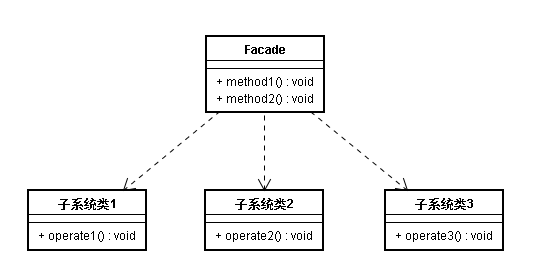 Facade
+ method1() : void
+ method2() : void
子系统类1
子系统类2
子系统类3
+ operate1() : void
+ operate2() : void
+ operate3() : void